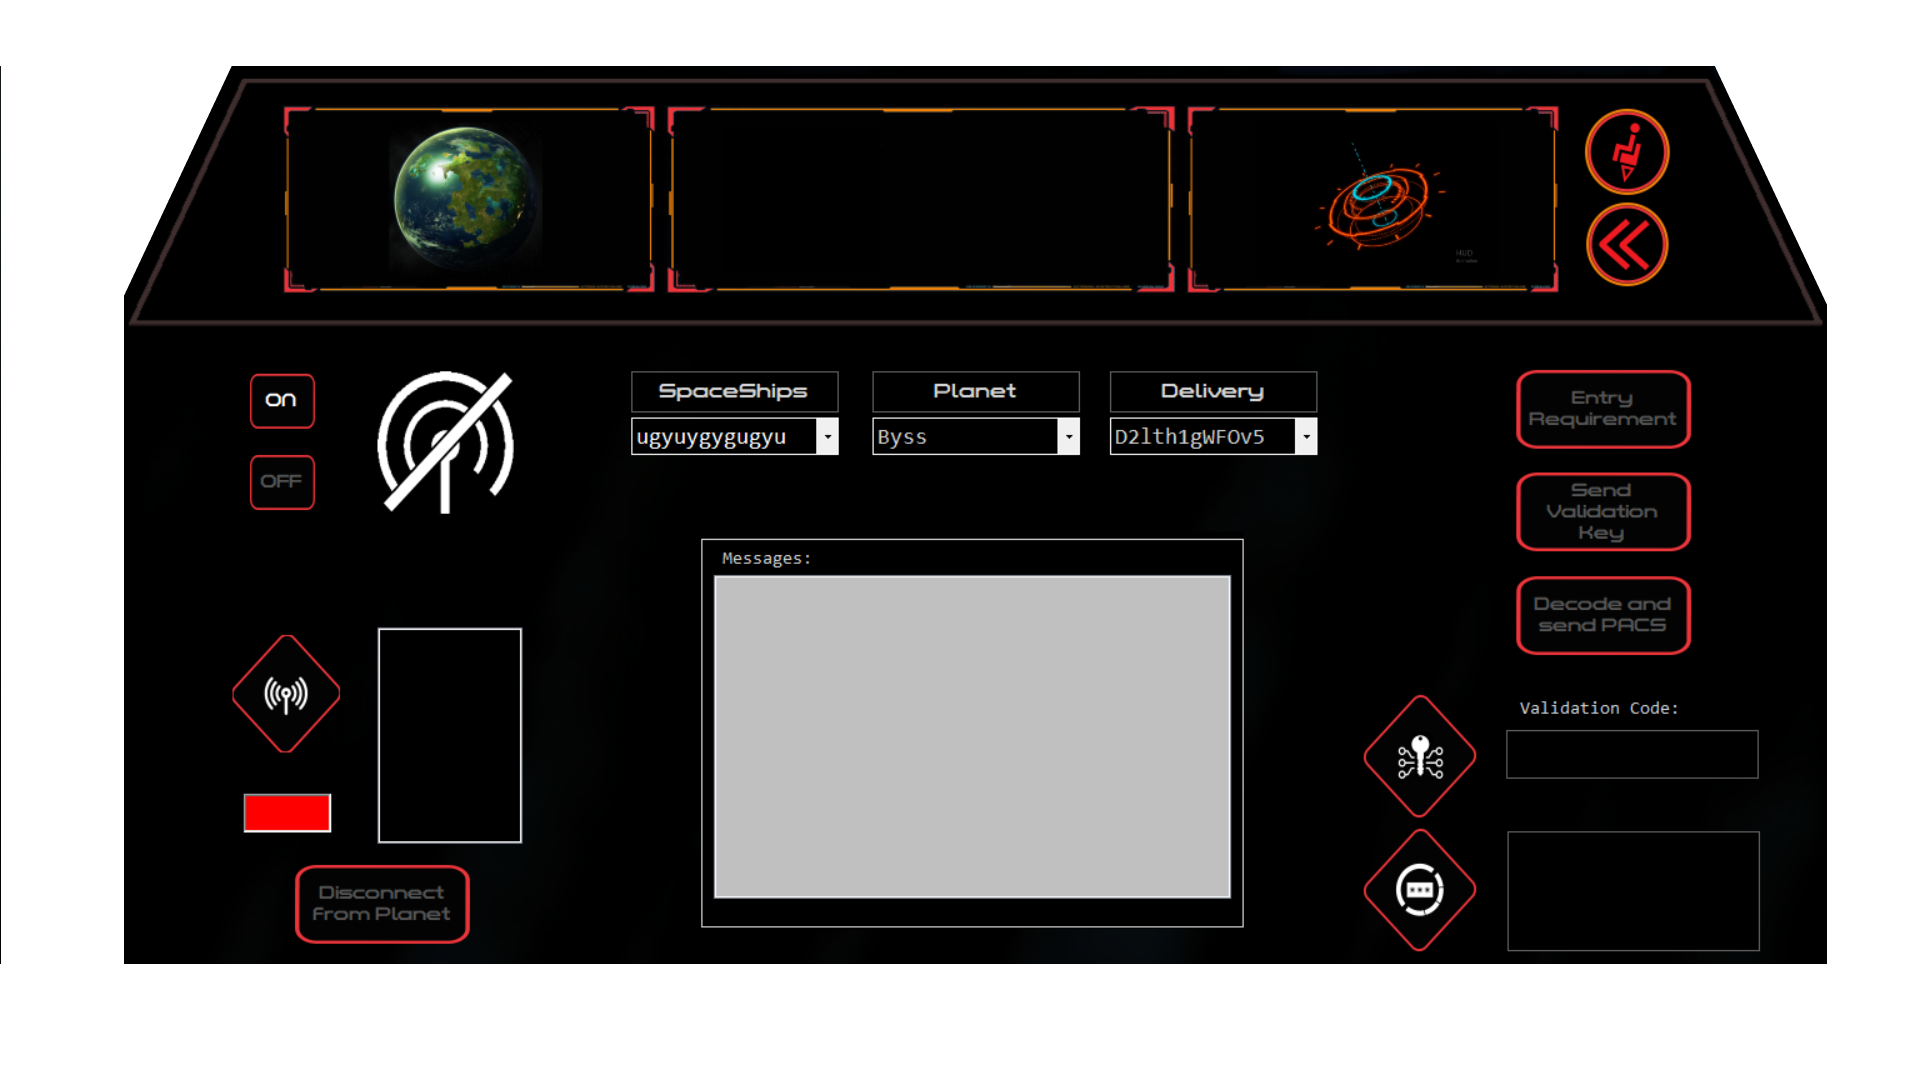 HUD
ON
OFF
SpaceShips
Planet
Delivery
ugyuygygugyu
Byss
D2lth1gWFOv5
Entry
Requirement
Send
Validation
Key
Decode and
send PACS
Messages:
Validation Code:
Disconnect
from Planet